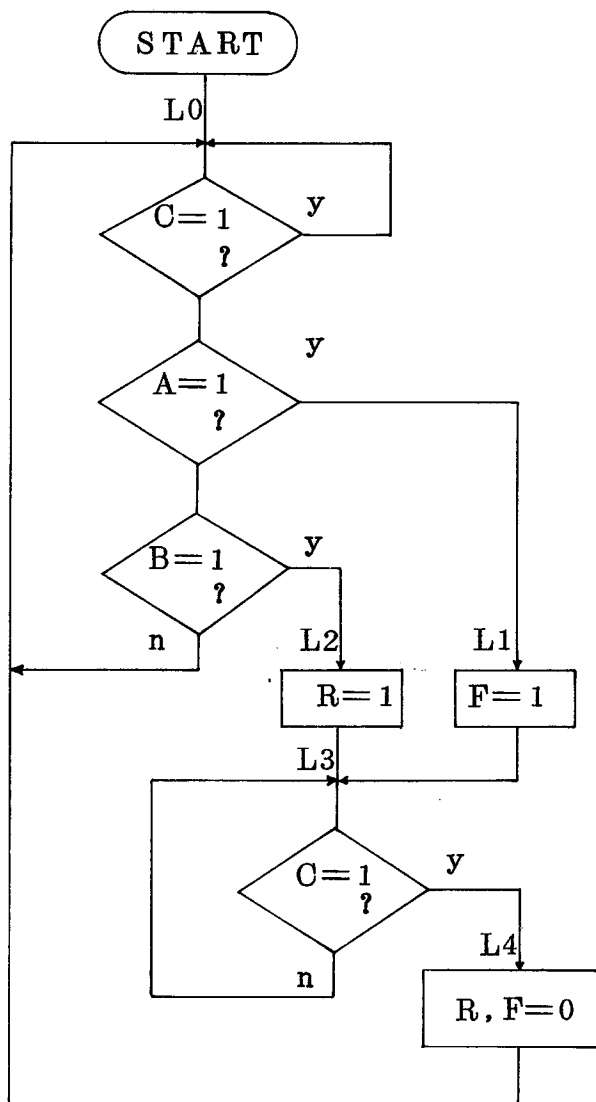 START
L0
C=1
?
y
A=1
?
y
B=1
?
y
n
L2
L1
R=1
F=1
L3
C=1
?
y
n
L4
R, F=0